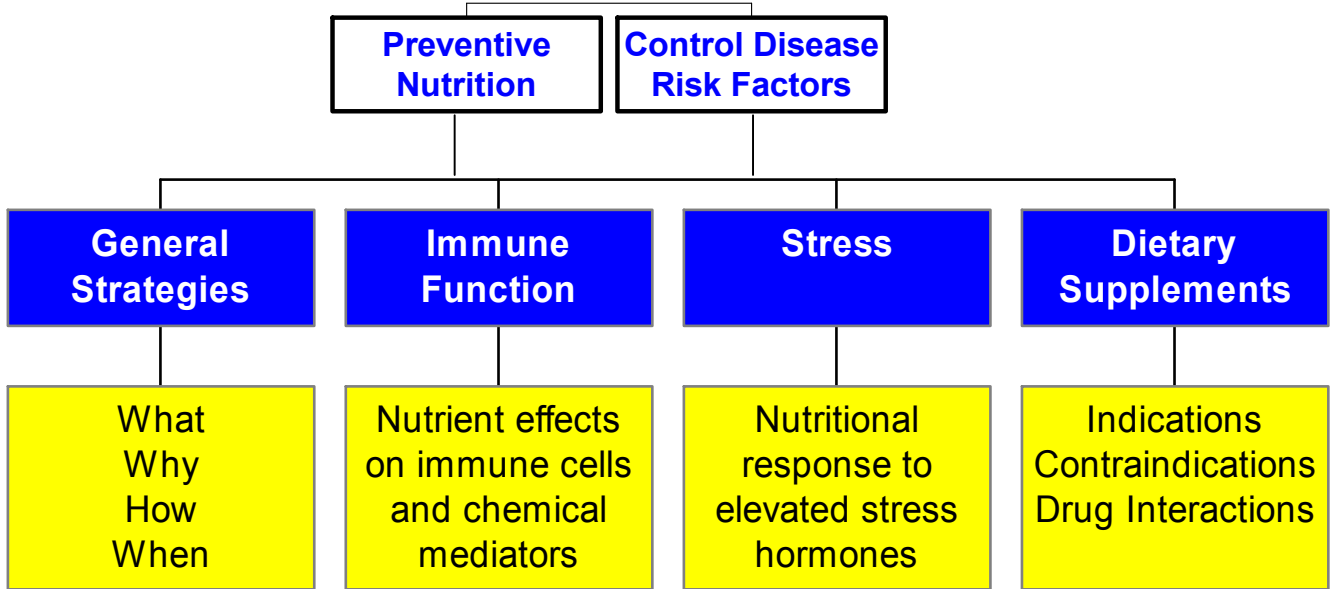 Preventive
Nutrition
Control Disease
Risk Factors
General
Strategies
Immune
Function
Stress
Dietary
Supplements
What
Why
How
When
Nutrient effects
on immune cells
and chemical
mediators
Nutritional
response to
elevated stress
hormones
Indications
Contraindications
Drug Interactions